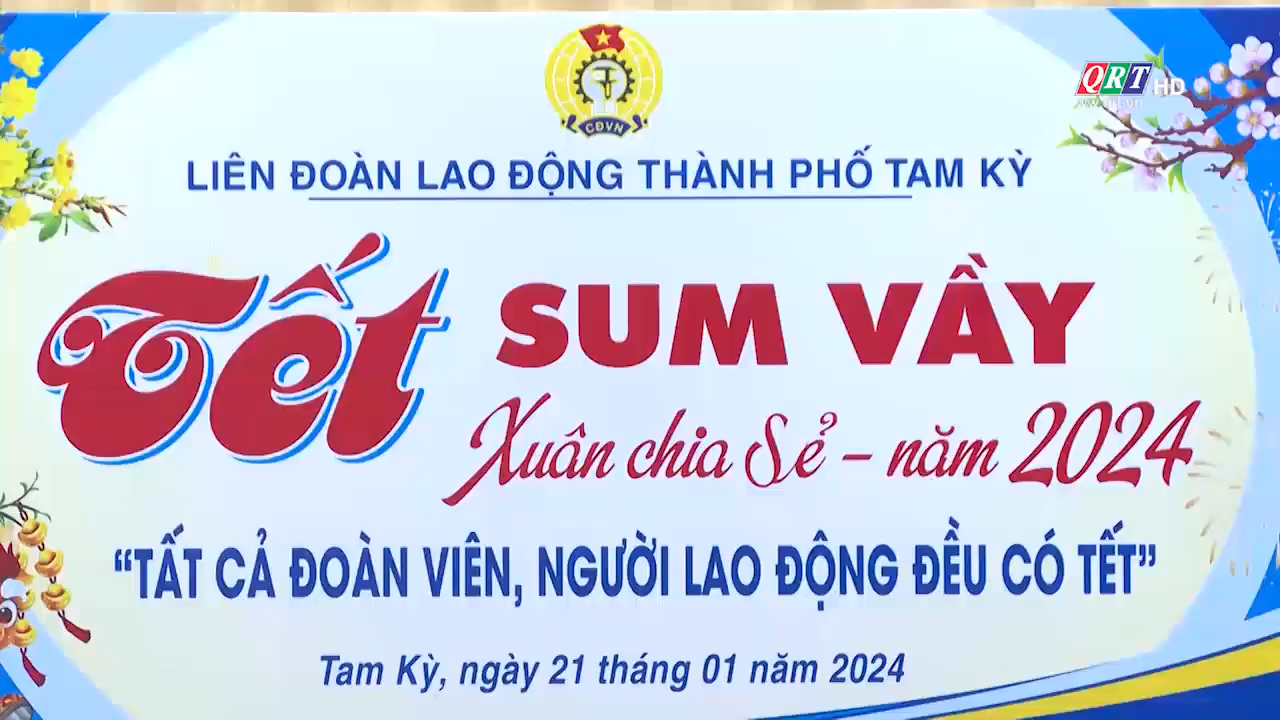 QRT HD
CĐVN
LIÊN ĐOÀN LAO ĐỘNG THÀNH PHỐ TAM KỲ
Tết SUM VẦY
Xuân chia Sẻ - năm 2024
“TẤT CẢ ĐOÀN VIÊN, NGƯỜI LAO ĐỘNG ĐỀU CÓ TẾT”
Tam Kỳ, ngày 21 tháng 01 năm 2024